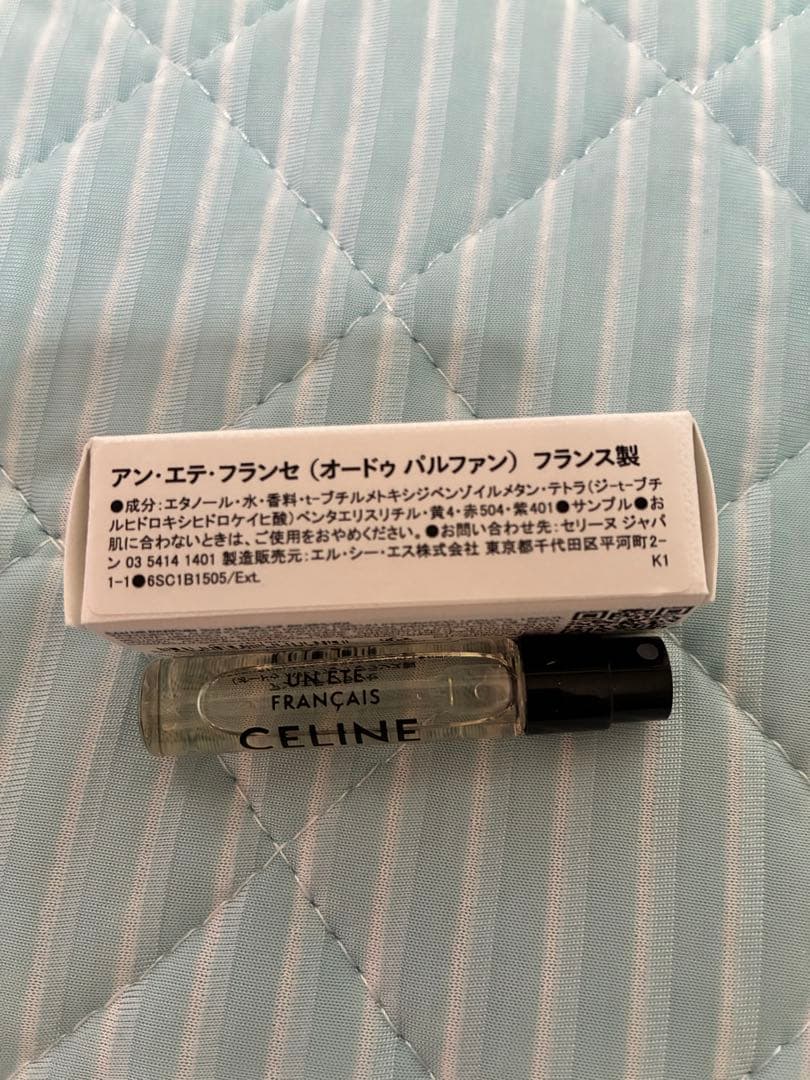 アン・エテ・フランセ（オードゥ パルファン） フランス製
●成分：エタノール・水・香料・t-ブチルメトキシジベンゾイルメタン・テトラ(ジ-t-ブチ
ルヒドロキシヒドロケイヒ酸)ペンタエリスリチル・黄4・赤504・紫401●サンプル●お
肌に合わないときは、ご使用をおやめください。●お問い合わせ先：セリーヌ ジャパ
ン 03 5414 1401 製造販売元：エル・シー・エス株式会社 東京都千代田区平河町2-
1-1●6SC1B1505/Ext.
K1
UN ÉTÉ
FRANÇAIS
CELINE